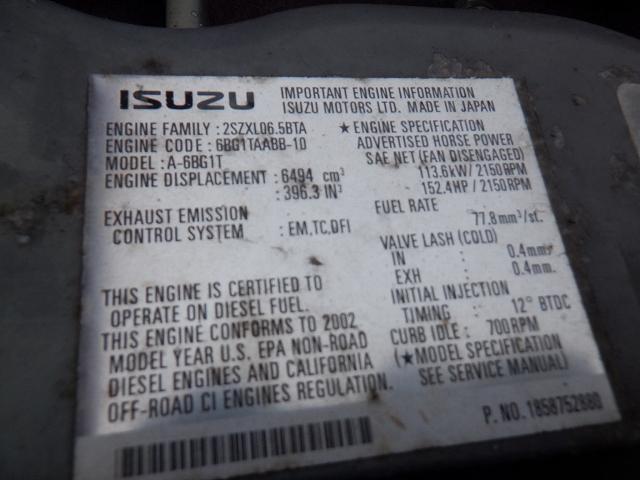 ISUZU
IMPORTANT ENGINE INFORMATION
ISUZU MOTORS LTD. MADE IN JAPAN
ENGINE FAMILY : 2SZXL06.5BTA
ENGINE CODE : 6BG1TAABB-10
MODEL : A-6BG1T
ENGINE DISPLACEMENT : 6494 cm³
: 396.3 IN³
EXHAUST EMISSION
CONTROL SYSTEM : EM,TC,DFI
THIS ENGINE IS CERTIFIED TO
OPERATE ON DIESEL FUEL.
THIS ENGINE CONFORMS TO 2002
MODEL YEAR U.S. EPA NON-ROAD
DIESEL ENGINES AND CALIFORNIA
OFF-ROAD CI ENGINES REGULATION.
★ ENGINE SPECIFICATION
ADVERTISED HORSE POWER
SAE NET (FAN DISENGAGED)
113.6kW / 2150RPM
152.4HP / 2150RPM
FUEL RATE
77.8mm³/st.
VALVE LASH (COLD)
IN : 0.4mm.
EXH : 0.4mm.
INITIAL INJECTION
TIMING : 12° BTDC
CURB IDLE : 700RPM
(★MODEL SPECIFICATION
SEE SERVICE MANUAL)
P. NO. 1858752880